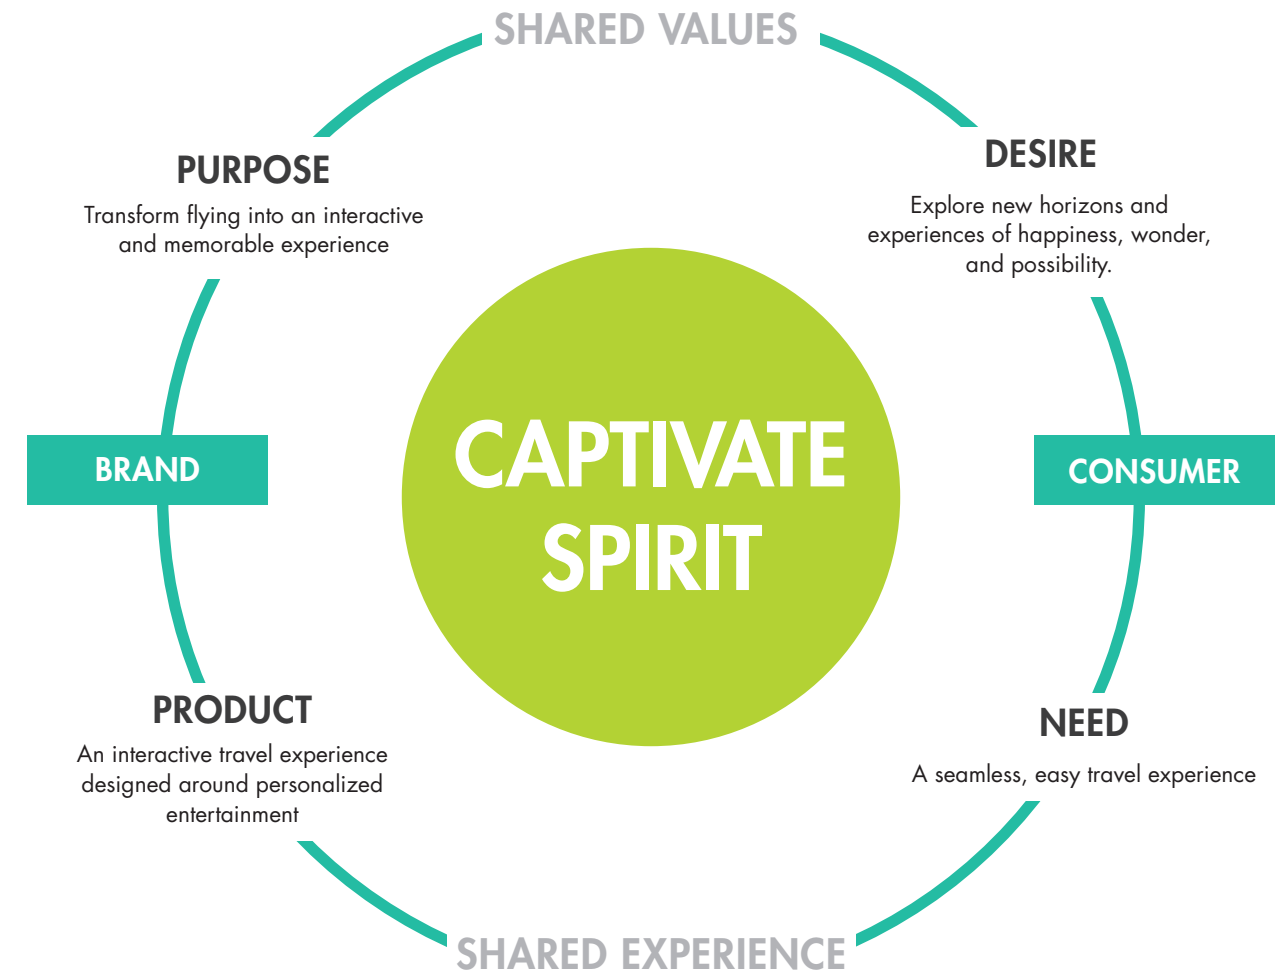 SHARED VALUES
PURPOSE
Transform flying into an interactive
and memorable experience
DESIRE
Explore new horizons and
experiences of happiness, wonder,
and possibility.
BRAND
CAPTIVATE
SPIRIT
CONSUMER
PRODUCT
An interactive travel experience
designed around personalized
entertainment
NEED
A seamless, easy travel experience
SHARED EXPERIENCE